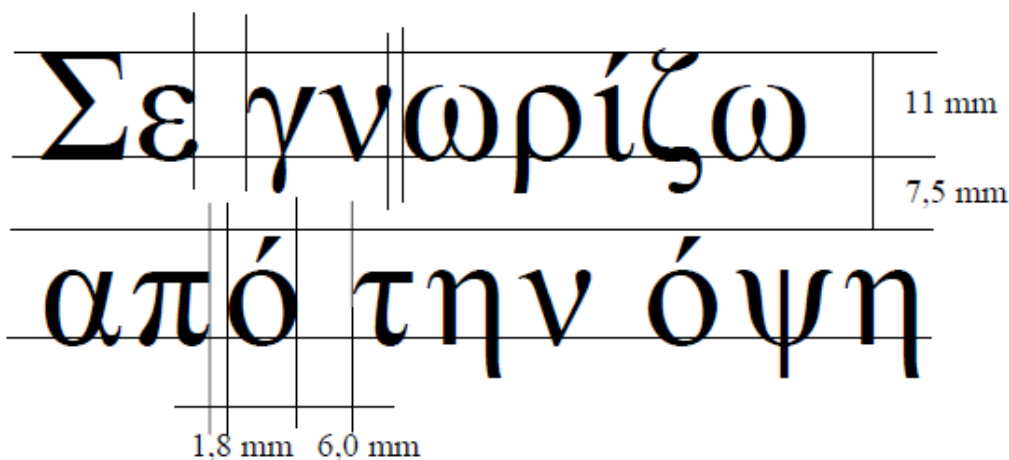 Σε γνωρίζω
11 mm
7,5 mm
από την όψη
1,8 mm 6,0 mm